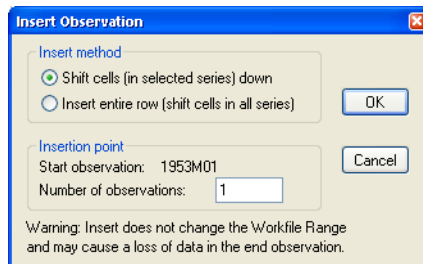 Insert Observation
Insert method
Shift cells (in selected series) down
Insert entire row (shift cells in all series)
OK
Insertion point
Start observation: 1953M01
Cancel
Number of observations: 1
Warning: Insert does not change the Workfile Range
and may cause a loss of data in the end observation.